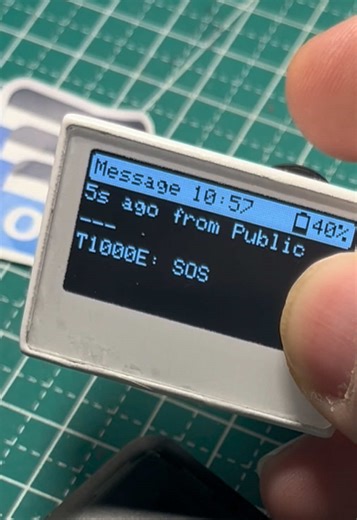 Message 10:57 40%
5s ago from Public
---
T1000E: SOS